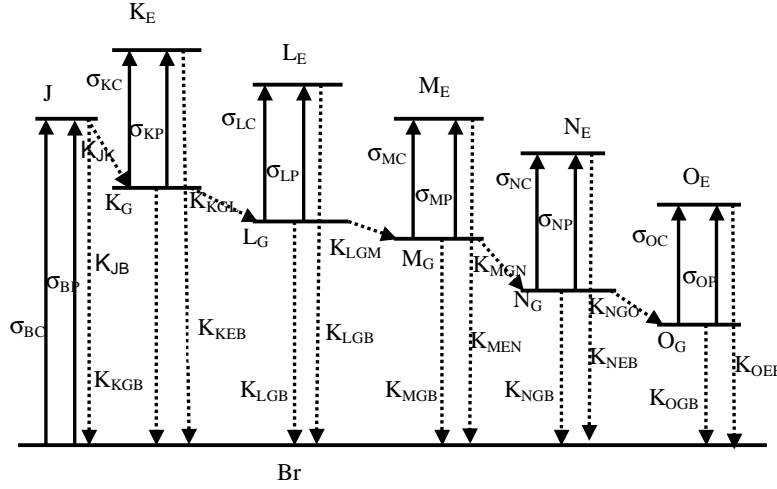 K_E
L_E
J
M_E
N_E
O_E
σ_KC
σ_KP
σ_LC
σ_LP
σ_MC
σ_MP
σ_NC
σ_NP
σ_OC
σ_OP
K_JK
K_G
K_KGL
L_G
K_LGM
M_G
K_MGN
N_G
K_NGO
O_G
K_JB
σ_BP
σ_BC
K_KGB
K_KEB
K_LGB
K_LGB
K_MGB
K_MEN
K_NGB
K_NEB
K_OGB
K_OEB
Br